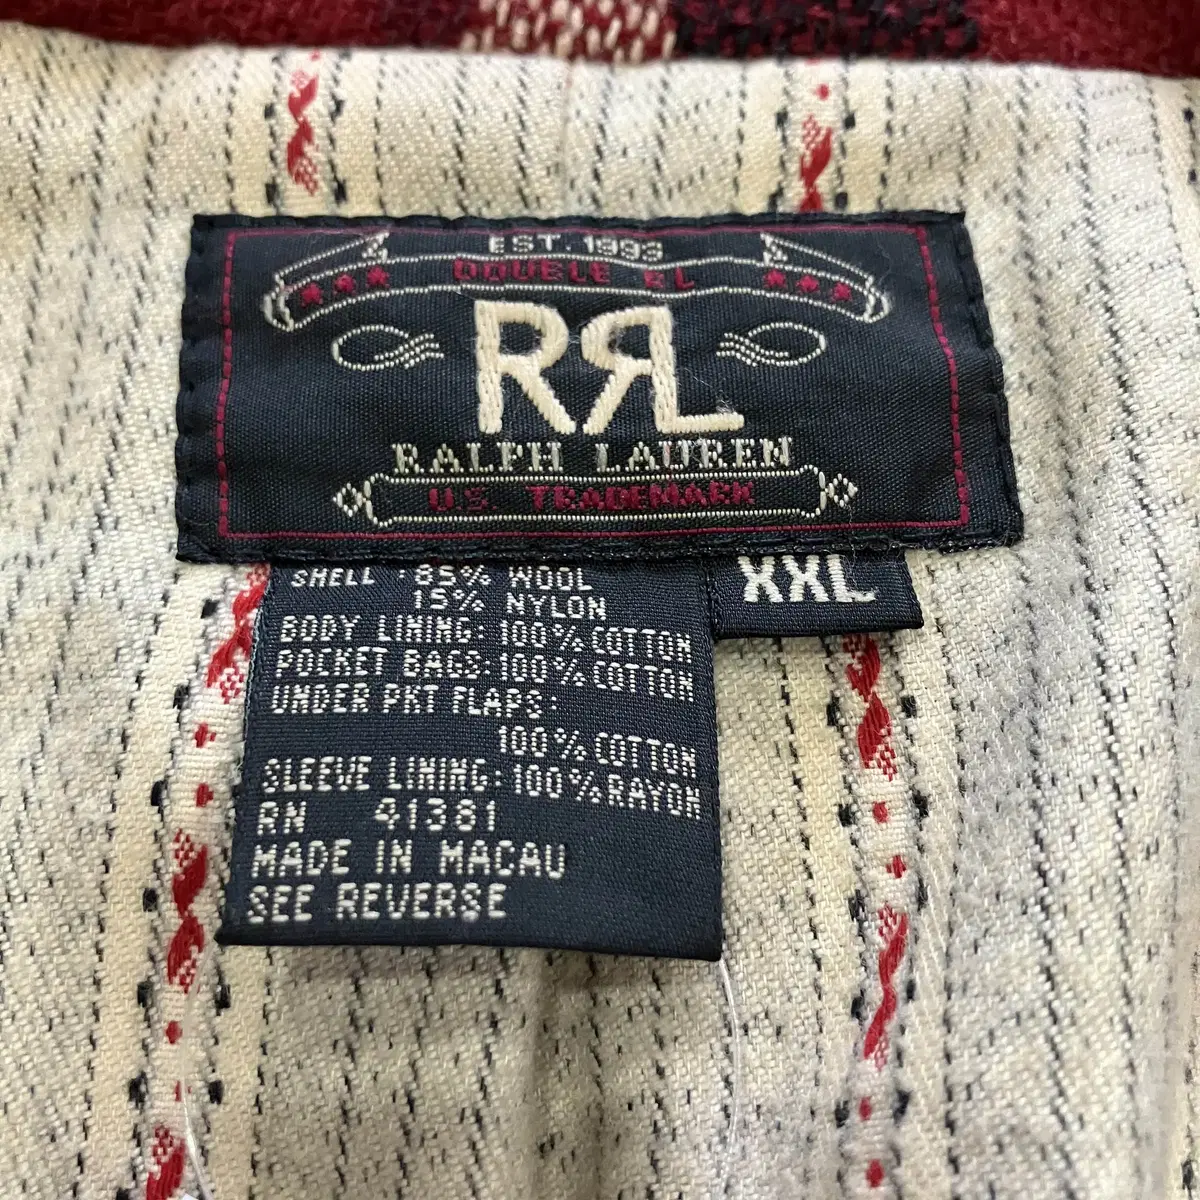 EST. 1993
DOUBLE RL
RRL
RALPH LAUREN
U.S. TRADEMARK
XXL
SHELL : 85% WOOL
15% NYLON
BODY LINING: 100% COTTON
POCKET BAGS: 100% COTTON
UNDER PKT FLAPS:
100% COTTON
SLEEVE LINING: 100% RAYON
RN 41381
MADE IN MACAU
SEE REVERSE